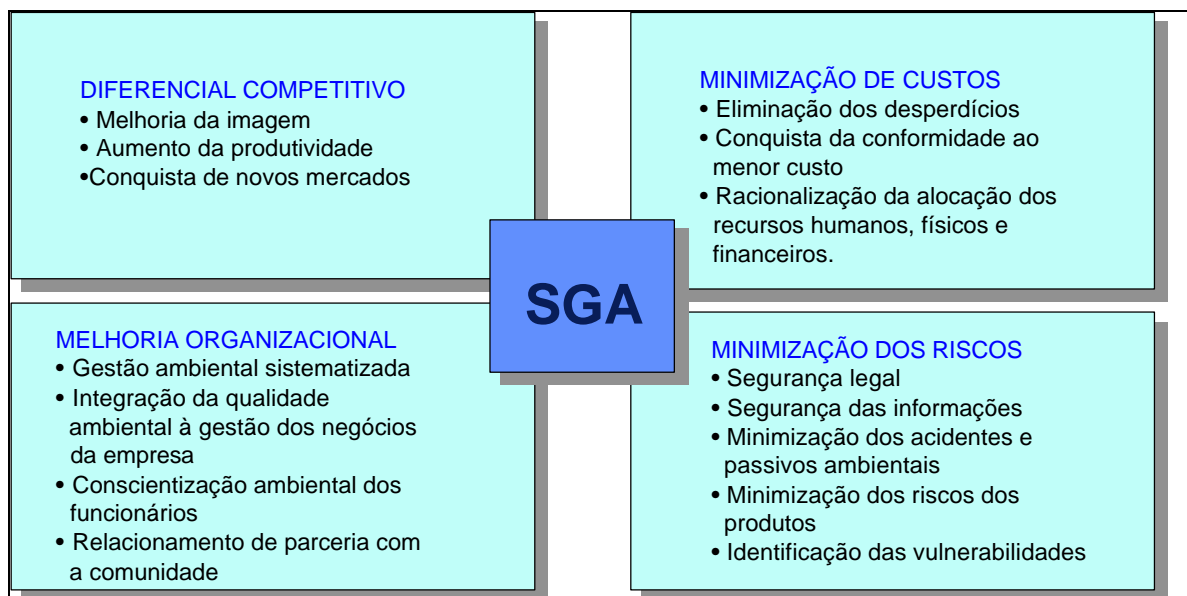 DIFERENCIAL COMPETITIVO
• Melhoria da imagem
• Aumento da produtividade
•Conquista de novos mercados
MINIMIZAÇÃO DE CUSTOS
• Eliminação dos desperdícios
• Conquista da conformidade ao
menor custo
• Racionalização da alocação dos
recursos humanos, físicos e
financeiros.
SGA
MELHORIA ORGANIZACIONAL
• Gestão ambiental sistematizada
• Integração da qualidade
ambiental à gestão dos negócios
da empresa
• Conscientização ambiental dos
funcionários
• Relacionamento de parceria com
a comunidade
MINIMIZAÇÃO DOS RISCOS
• Segurança legal
• Segurança das informações
• Minimização dos acidentes e
passivos ambientais
• Minimização dos riscos dos
produtos
• Identificação das vulnerabilidades